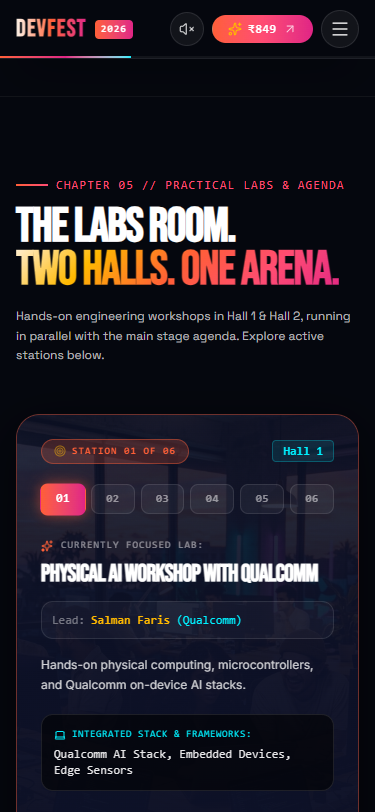 DEVFEST 2026
₹849
CHAPTER 05 // PRACTICAL LABS & AGENDA
THE LABS ROOM.
TWO HALLS. ONE ARENA.
Hands-on engineering workshops in Hall 1 & Hall 2, running
in parallel with the main stage agenda. Explore active
stations below.
STATION 01 OF 06
Hall 1
01 02 03 04 05 06
CURRENTLY FOCUSED LAB:
PHYSICAL AI WORKSHOP WITH QUALCOMM
Lead: Salman Faris (Qualcomm)
Hands-on physical computing, microcontrollers,
and Qualcomm on-device AI stacks.
INTEGRATED STACK & FRAMEWORKS:
Qualcomm AI Stack, Embedded Devices,
Edge Sensors